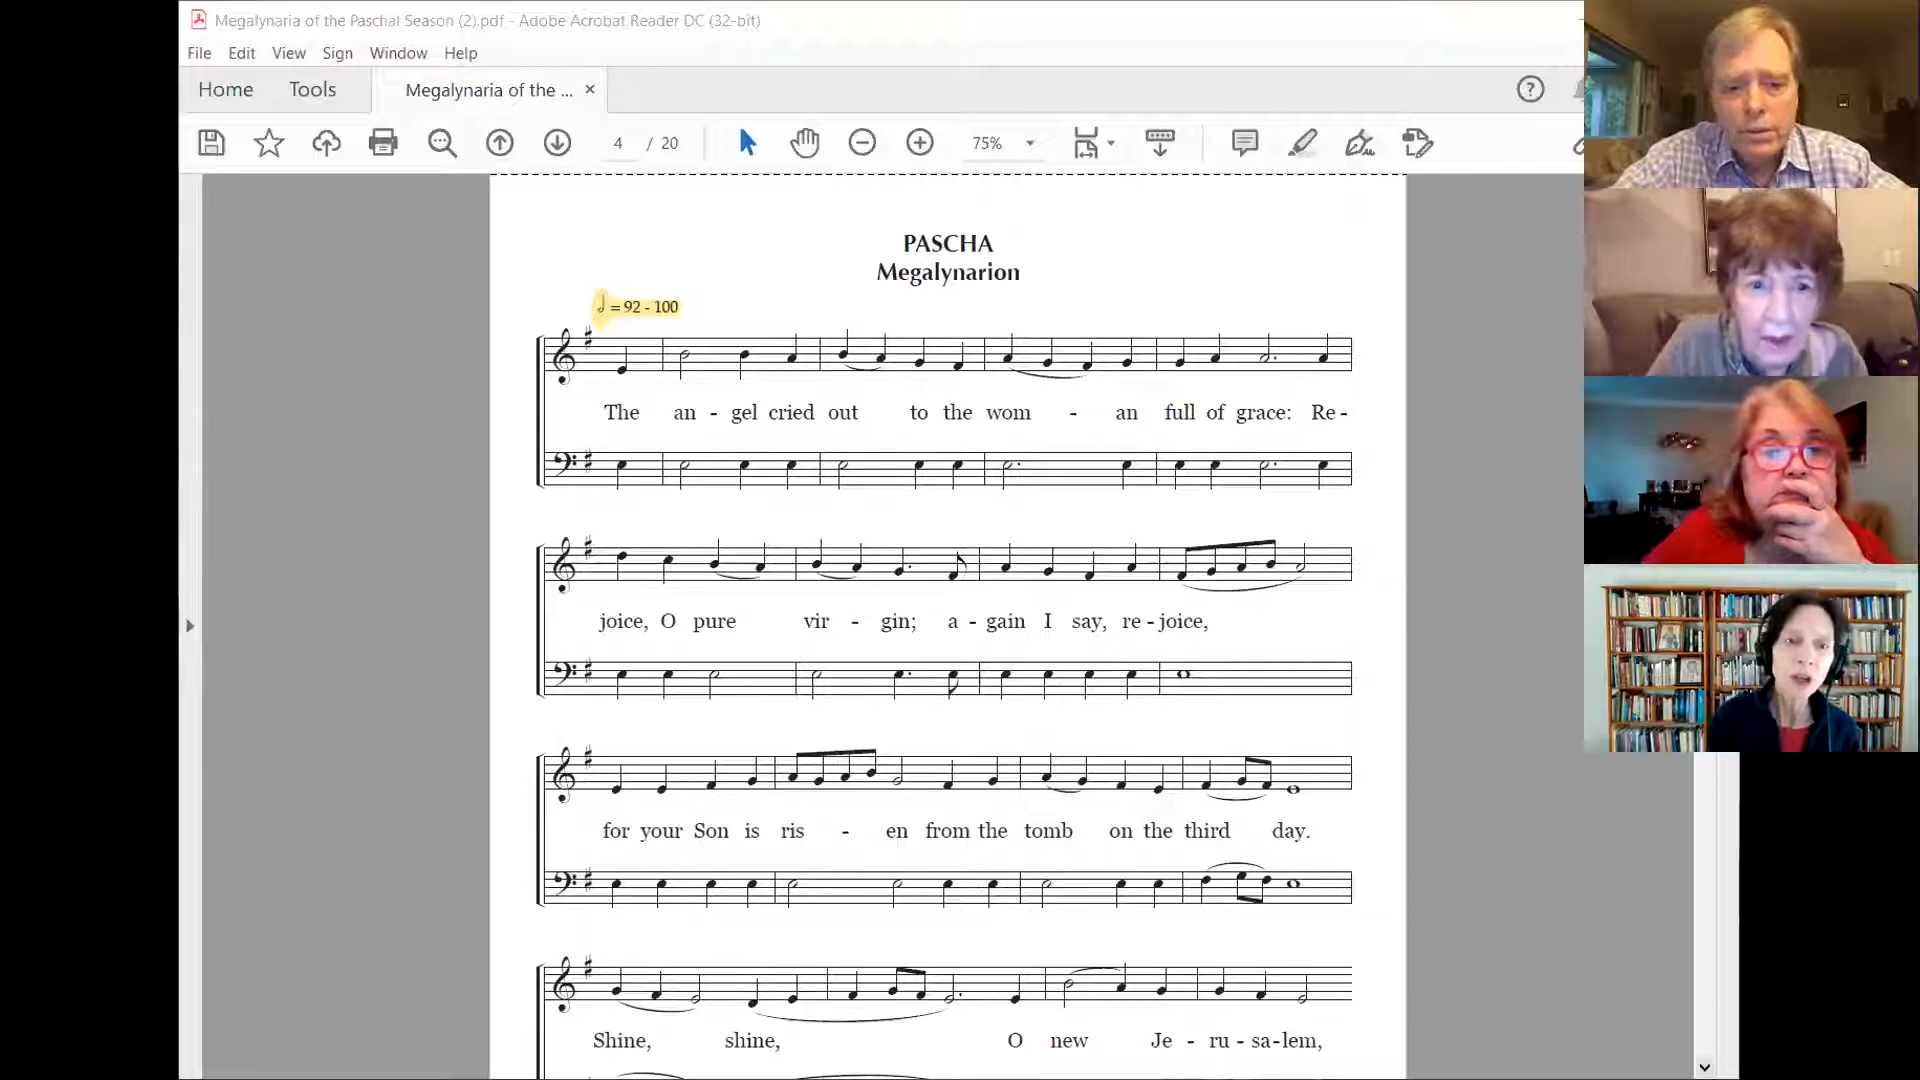 Megalynaria of the Paschal Season (2).pdf - Adobe Acrobat Reader DC (32-bit)
File Edit View Sign Window Help
Home Tools Megalynaria of the ... ×
4 / 20 75%
PASCHA
Megalynarion
= 92 - 100
The an - gel cried out to the wom - an full of grace: Re -
joice, O pure vir - gin; a - gain I say, re - joice,
for your Son is ris - en from the tomb on the third day.
Shine, shine, O new Je - ru - sa - lem,